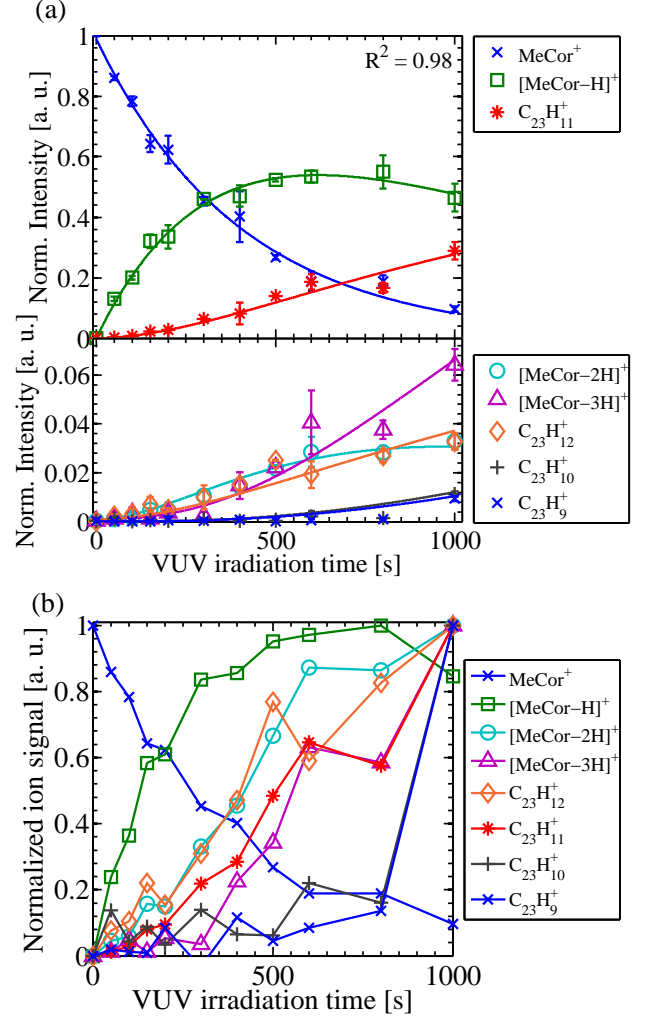 (a)
Norm. Intensity [a. u.]
1
0.8
0.6
0.4
0.2
0
R² = 0.98
MeCor⁺
[MeCor−H]⁺
C₂₃H₁₁⁺
Norm. Intensity [a. u.]
0.06
0.04
0.02
0
0 500 1000
VUV irradiation time [s]
[MeCor−2H]⁺
[MeCor−3H]⁺
C₂₃H₁₂⁺
C₂₃H₁₀⁺
C₂₃H₉⁺
(b)
Normalized ion signal [a. u.]
1
0.8
0.6
0.4
0.2
0
0 500 1000
VUV irradiation time [s]
MeCor⁺
[MeCor−H]⁺
[MeCor−2H]⁺
[MeCor−3H]⁺
C₂₃H₁₂⁺
C₂₃H₁₁⁺
C₂₃H₁₀⁺
C₂₃H₉⁺